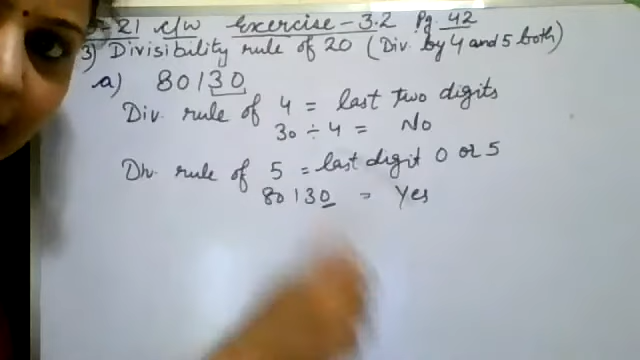 21 c/w Exercise - 3.2 Pg. 42
3) Divisibility rule of 20 (Div. by 4 and 5 both)
a) 80130
Div. rule of 4 = last two digits
30 ÷ 4 = No
Div. rule of 5 = last digit 0 or 5
80130 = Yes